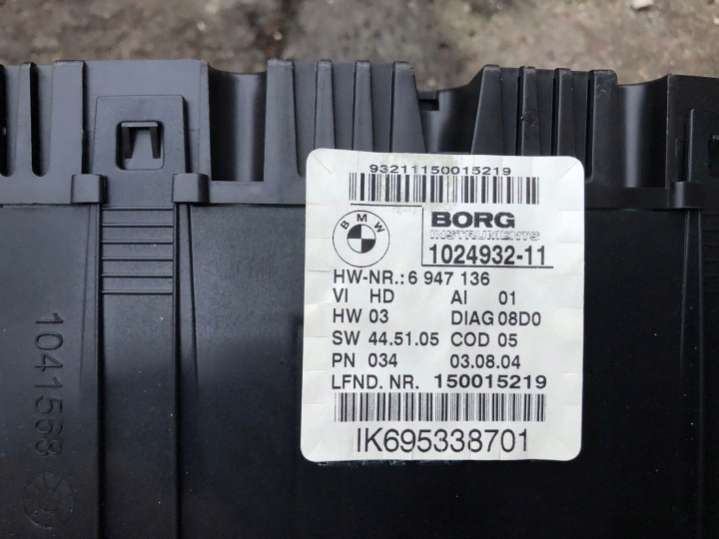 93211150015219
BMW
BORG
INSTRUMENTS
1024932-11
HW-NR.:6 947 136
VI HD AI 01
HW 03 DIAG 08D0
SW 44.51.05 COD 05
PN 034 03.08.04
LFND. NR. 150015219
IK695338701
1041568